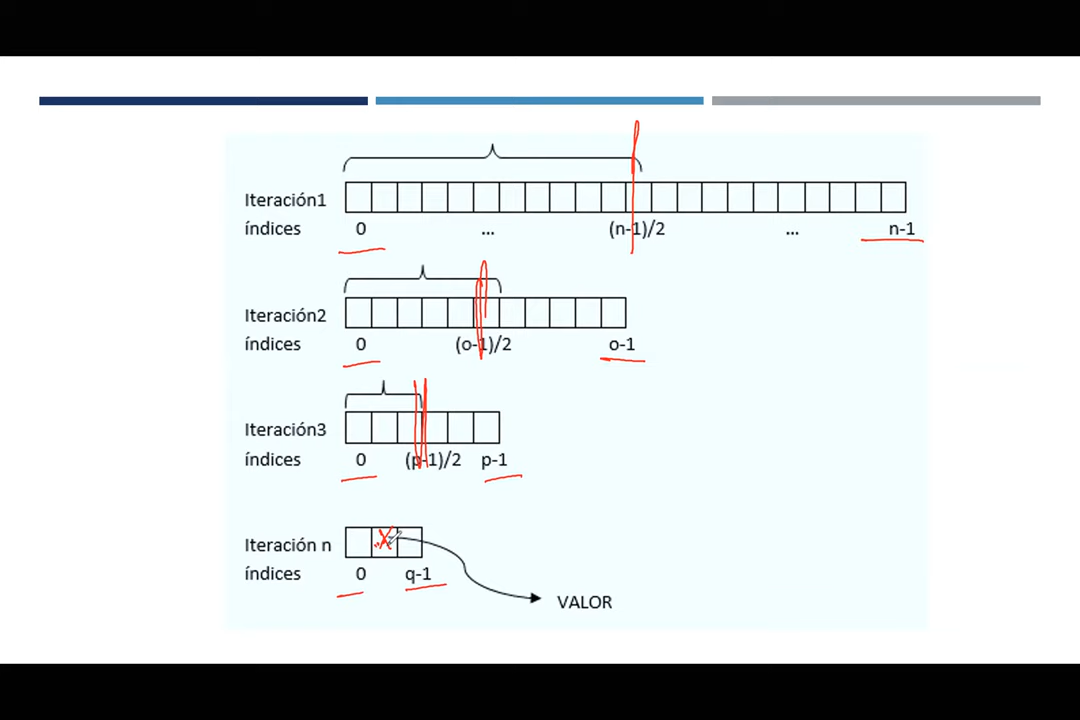 Iteración1
índices 0 ... (n-1)/2 ... n-1
Iteración2
índices 0 (o-1)/2 o-1
Iteración3
índices 0 (p-1)/2 p-1
Iteración n X
índices 0 q-1
VALOR